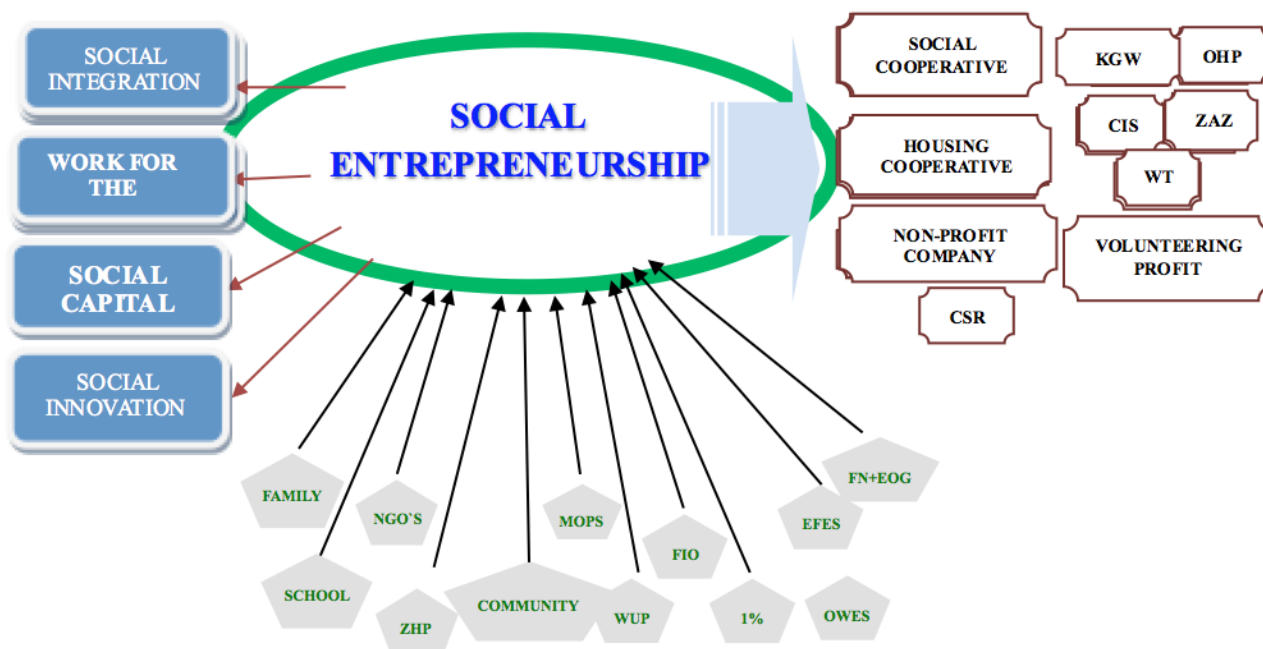 SOCIAL
INTEGRATION
WORK FOR
THE
SOCIAL
CAPITAL
SOCIAL
INNOVATION
SOCIAL
ENTREPRENEURSHIP
SOCIAL
COOPERATIVE
KGW
OHP
HOUSING
COOPERATIVE
CIS
ZAZ
WT
NON-PROFIT
COMPANY
VOLUNTEERING
PROFIT
CSR
FAMILY
NGO`S
MOPS
FIO
EFES
FN+EOG
SCHOOL
ZHP
COMMUNITY
WUP
1%
OWES